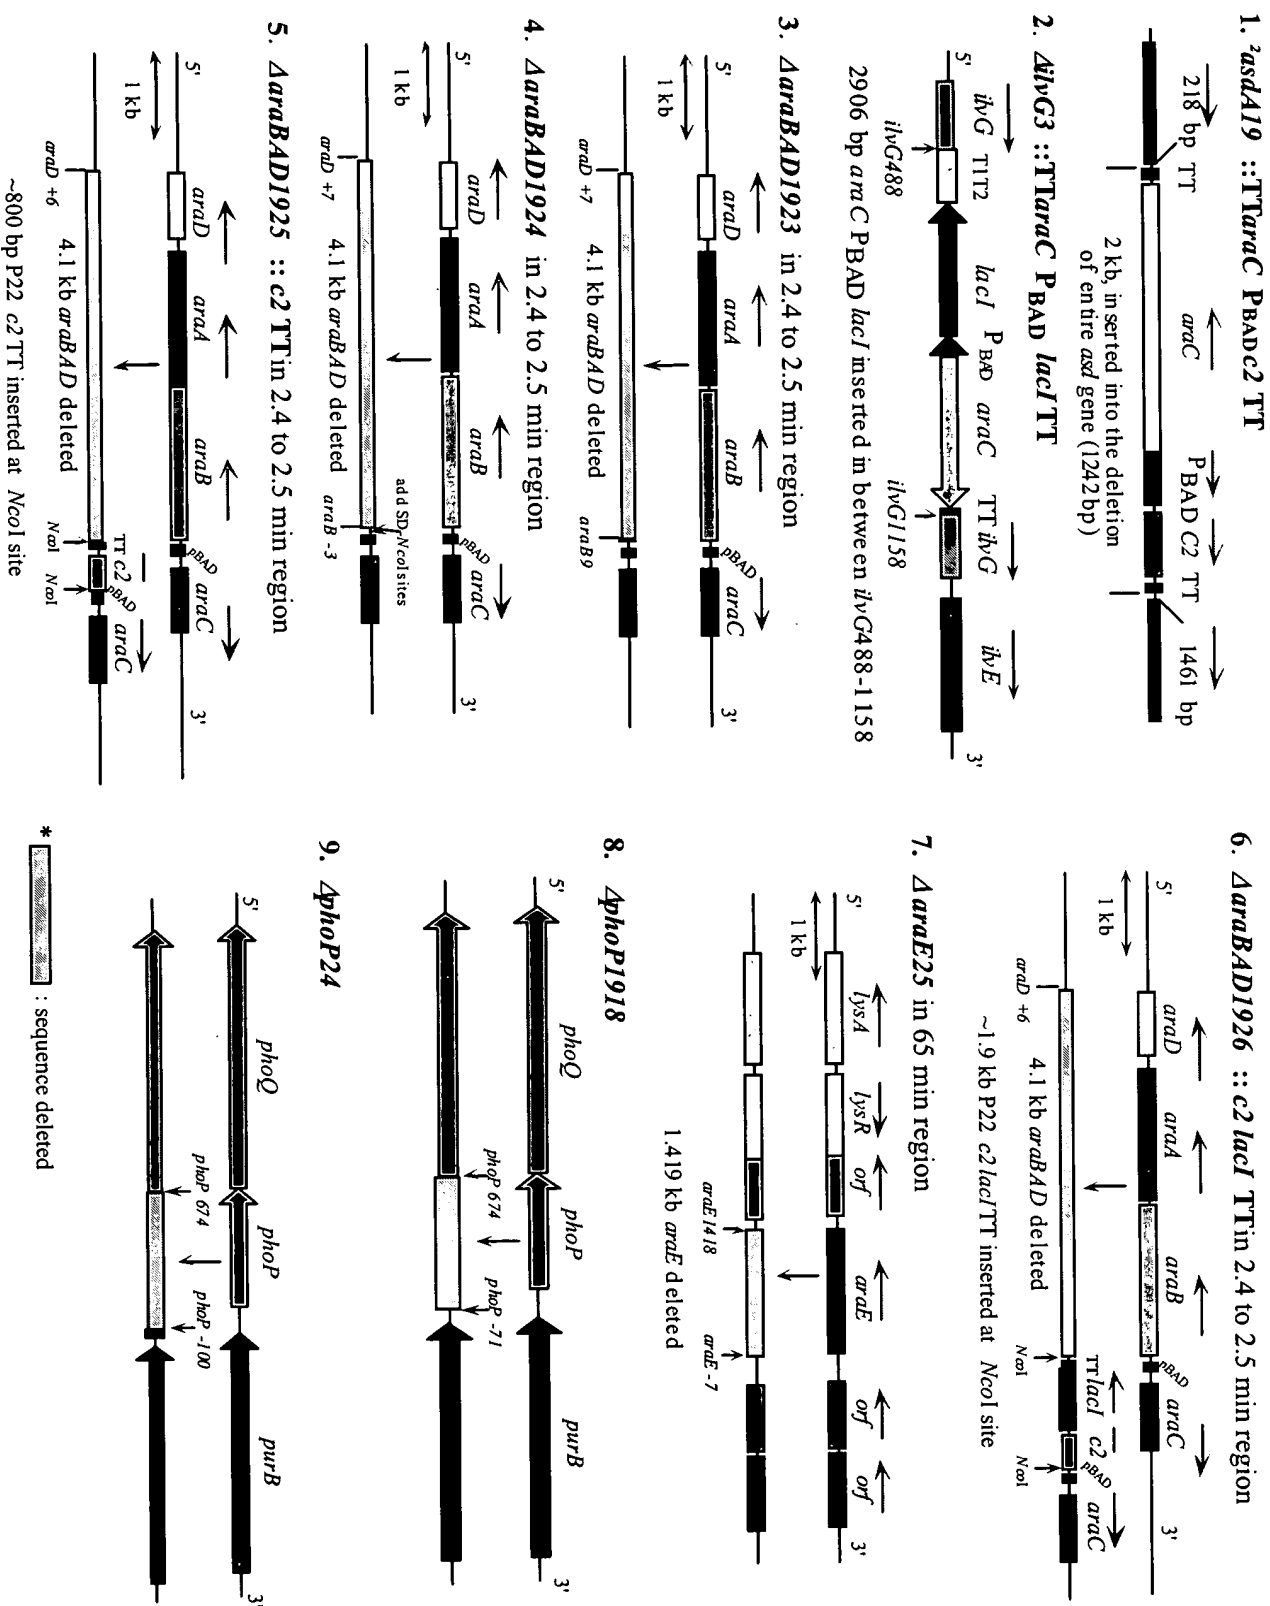 1. ²asdA19 ::TTaraC PBADc2 TT
218 bp TT araC PBAD C2 TT 1461 bp
2 kb, inserted into the deletion
of entire asd gene (1242 bp)
2. ΔilvG3 ::TTaraC PBAD lacI TT
5' ilvG T1T2 lacI PBAD araC TT ilvG ilvE 3'
ilvG488 ilvG1158
2906 bp araC PBAD lacI inserted in between ilvG488-1158
3. ΔaraBAD1923 in 2.4 to 2.5 min region
5' araD araA araB pBAD araC 3'
1 kb
araD +7 4.1 kb araBAD deleted araB9
4. ΔaraBAD1924 in 2.4 to 2.5 min region
5' araD araA araB pBAD araC 3'
1 kb
add SD-NcoI sites
araD +7 4.1 kb araBAD deleted araB -3
5. ΔaraBAD1925 :: c2 TT in 2.4 to 2.5 min region
5' araD araA araB pBAD araC 3'
1 kb
TT c2 pBAD araC
araD +6 4.1 kb araBAD deleted NcoI NcoI
~800 bp P22 c2 TT inserted at NcoI site
6. ΔaraBAD1926 :: c2 lacI TT in 2.4 to 2.5 min region
5' araD araA araB pBAD araC 3'
1 kb
TT lacI c2 pBAD araC
araD +6 4.1 kb araBAD deleted NcoI NcoI
~1.9 kb P22 c2 lacI TT inserted at NcoI site
7. ΔaraE25 in 65 min region
5' lysA lysR orf araE orf orf 3'
1 kb
araE1418 araE -7
1.419 kb araE deleted
8. ΔphoP1918
5' phoQ phoP purB 3'
phoP 674 phoP -71
9. ΔphoP24
5' phoQ phoP purB 3'
phoP 674 phoP -100
* : sequence deleted